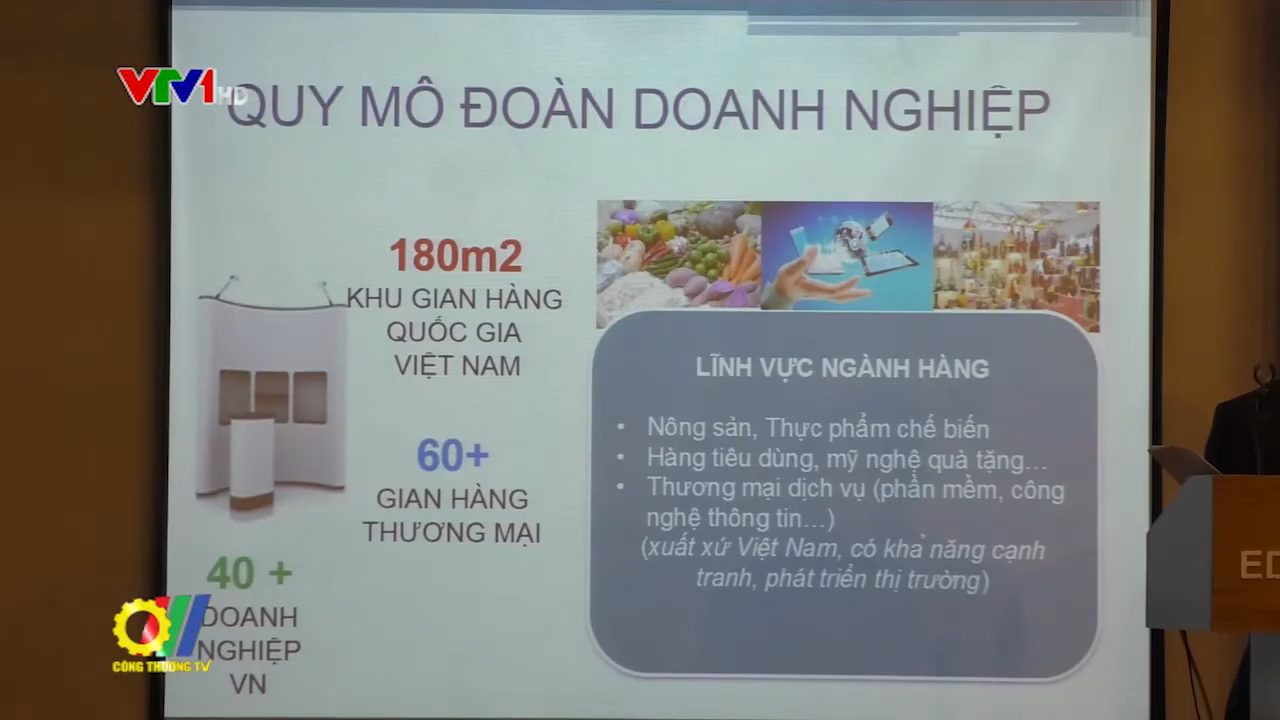 VTV1 HD
QUY MÔ ĐOÀN DOANH NGHIỆP
180m2
KHU GIAN HÀNG
QUỐC GIA
VIỆT NAM
60+
GIAN HÀNG
THƯƠNG MẠI
40 +
DOANH
NGHIỆP
VN
LĨNH VỰC NGÀNH HÀNG
• Nông sản, Thực phẩm chế biến
• Hàng tiêu dùng, mỹ nghệ quà tặng...
• Thương mại dịch vụ (phần mềm, công
nghệ thông tin...)
(xuất xứ Việt Nam, có khả năng cạnh
tranh, phát triển thị trường)
CÔNG THƯƠNG TV
ED